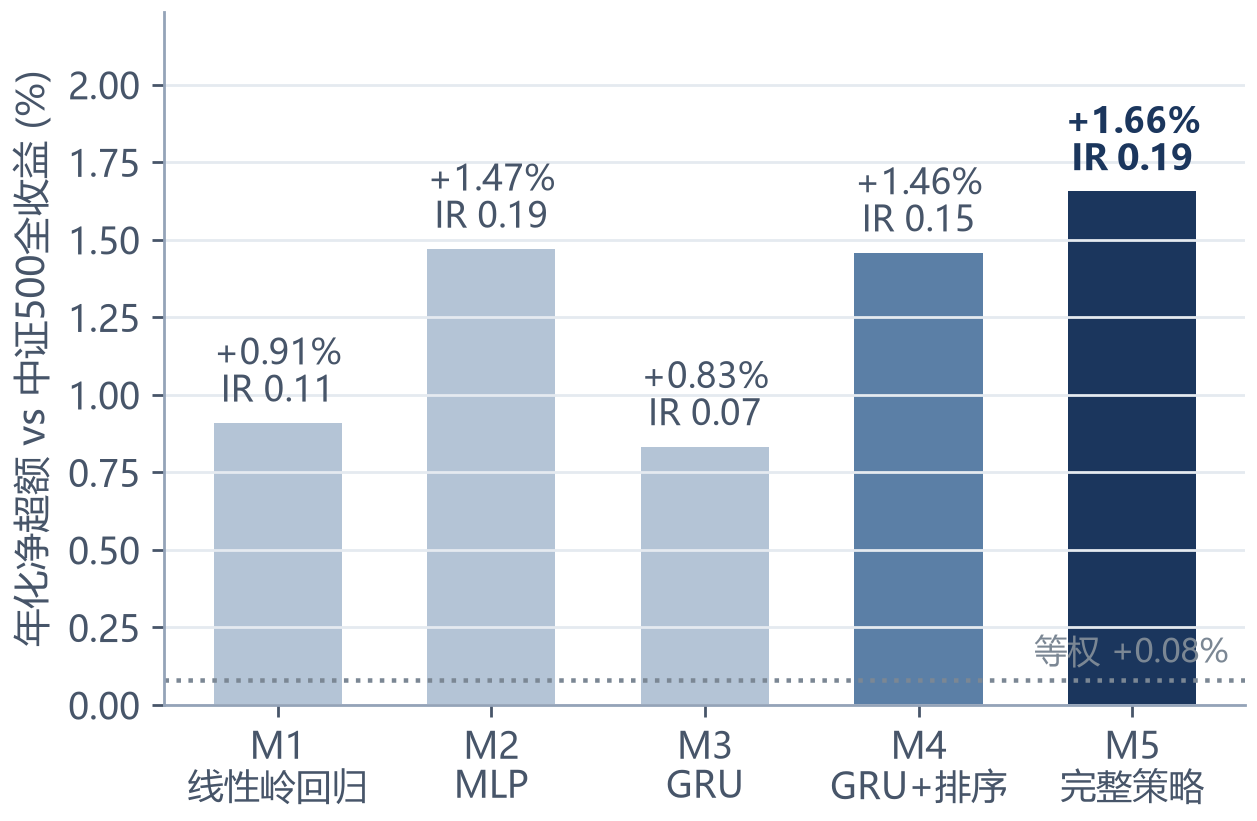 年化净超额 vs 中证500全收益 (%)
2.00
1.75
1.50
1.25
1.00
0.75
0.50
0.25
0.00
+0.91%
IR 0.11
+1.47%
IR 0.19
+0.83%
IR 0.07
+1.46%
IR 0.15
+1.66%
IR 0.19
等权 +0.08%
M1
线性岭回归
M2
MLP
M3
GRU
M4
GRU+排序
M5
完整策略